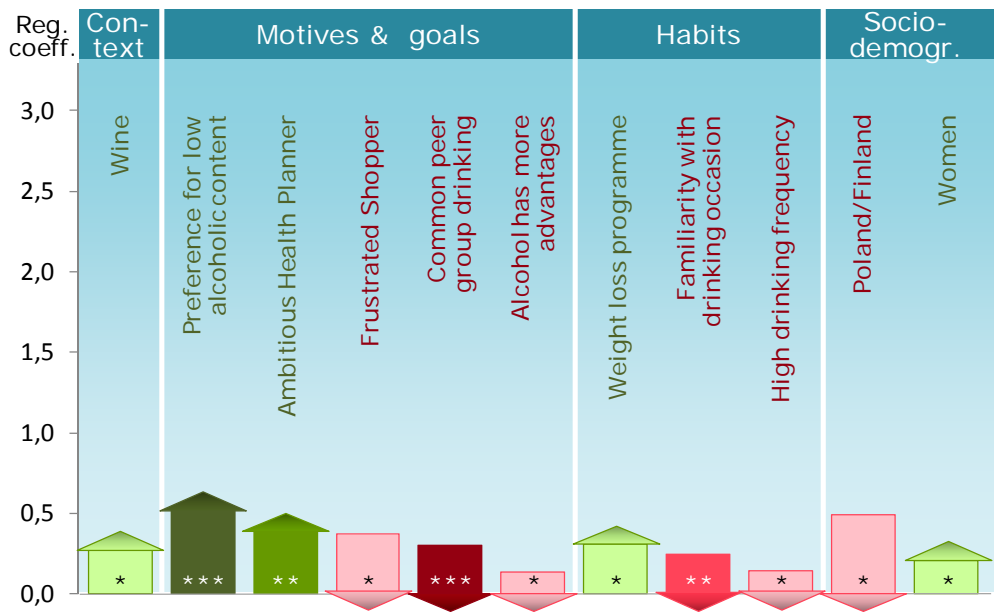 Reg.
coeff.
Con-
text
Motives & goals
Habits
Socio-
demogr.
3,0
2,5
2,0
1,5
1,0
0,5
0,0
Wine
Preference for low
alcoholic content
Ambitious Health Planner
Frustrated Shopper
Common peer
group drinking
Alcohol has more
advantages
Weight loss programme
Familiarity with
drinking occasion
High drinking frequency
Poland/Finland
Women
* *** ** * *** * * ** * * *